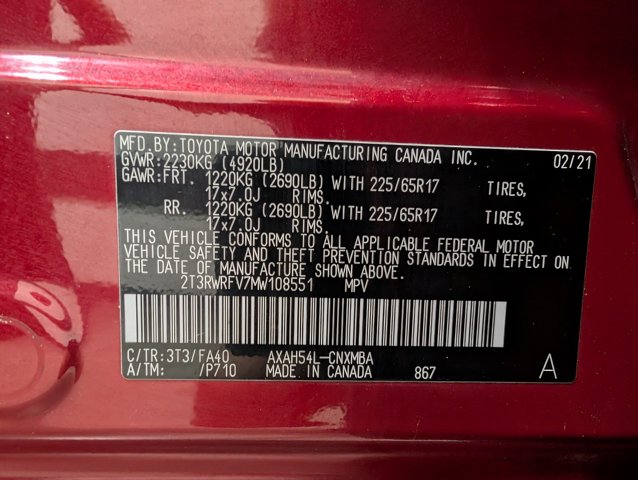 MFD.BY:TOYOTA MOTOR MANUFACTURING CANADA INC. 02/21
GVWR:2230KG (4920LB)
GAWR:FRT. 1220KG (2690LB) WITH 225/65R17 TIRES,
17x7.0J RIMS.
RR. 1220KG (2690LB) WITH 225/65R17 TIRES,
17x7.0J RIMS.
THIS VEHICLE CONFORMS TO ALL APPLICABLE FEDERAL MOTOR
VEHICLE SAFETY AND THEFT PREVENTION STANDARDS IN EFFECT ON
THE DATE OF MANUFACTURE SHOWN ABOVE.
2T3RWRFV7MW108551 MPV
C/TR:3T3/FA40 AXAH54L-CNXMBA
A/TM: /P710 MADE IN CANADA 867 A